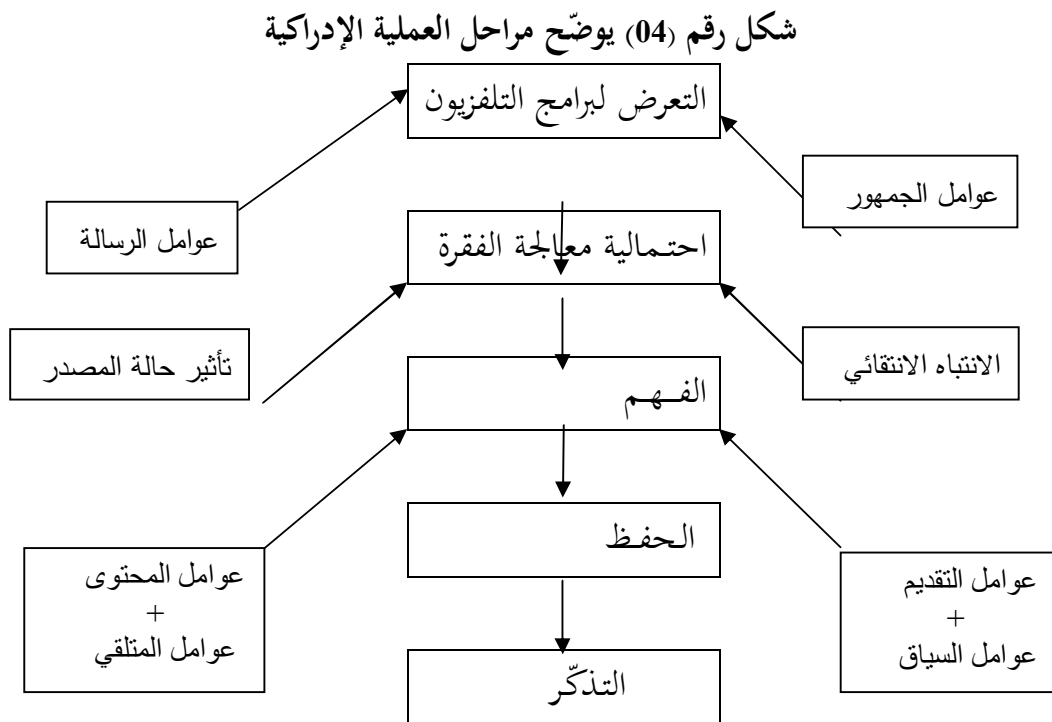 شكل رقم (04) يوضّح مراحل العملية الإدراكية
التعرض لبرامج التلفزيون
عوامل الجمهور
عوامل الرسالة
احتمالية معالجة الفقرة
الانتباه الانتقائي
تأثير حالة المصدر
الفهم
الحفظ
عوامل التقديم
+
عوامل السياق
عوامل المحتوى
+
عوامل المتلقي
التذكّر